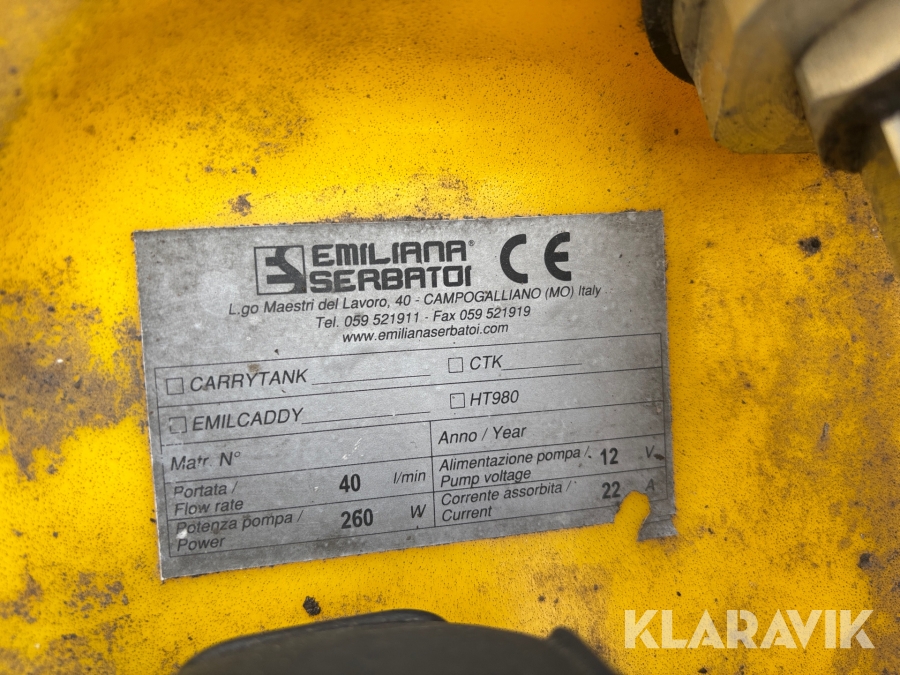 EMILIANA®
SERBATOI
CE
L.go Maestri del Lavoro, 40 - CAMPOGALLIANO (MO) Italy
Tel. 059 521911 - Fax 059 521919
www.emilianaserbatoi.com
CARRYTANK
CTK
EMILCADDY
HT980
Matr. N°
Anno / Year
Portata /
Flow rate
40 l/min
Alimentazione pompa /
Pump voltage
12 V
Potenza pompa /
Power
260 W
Corrente assorbita /
Current
22 A
KLARAVIK